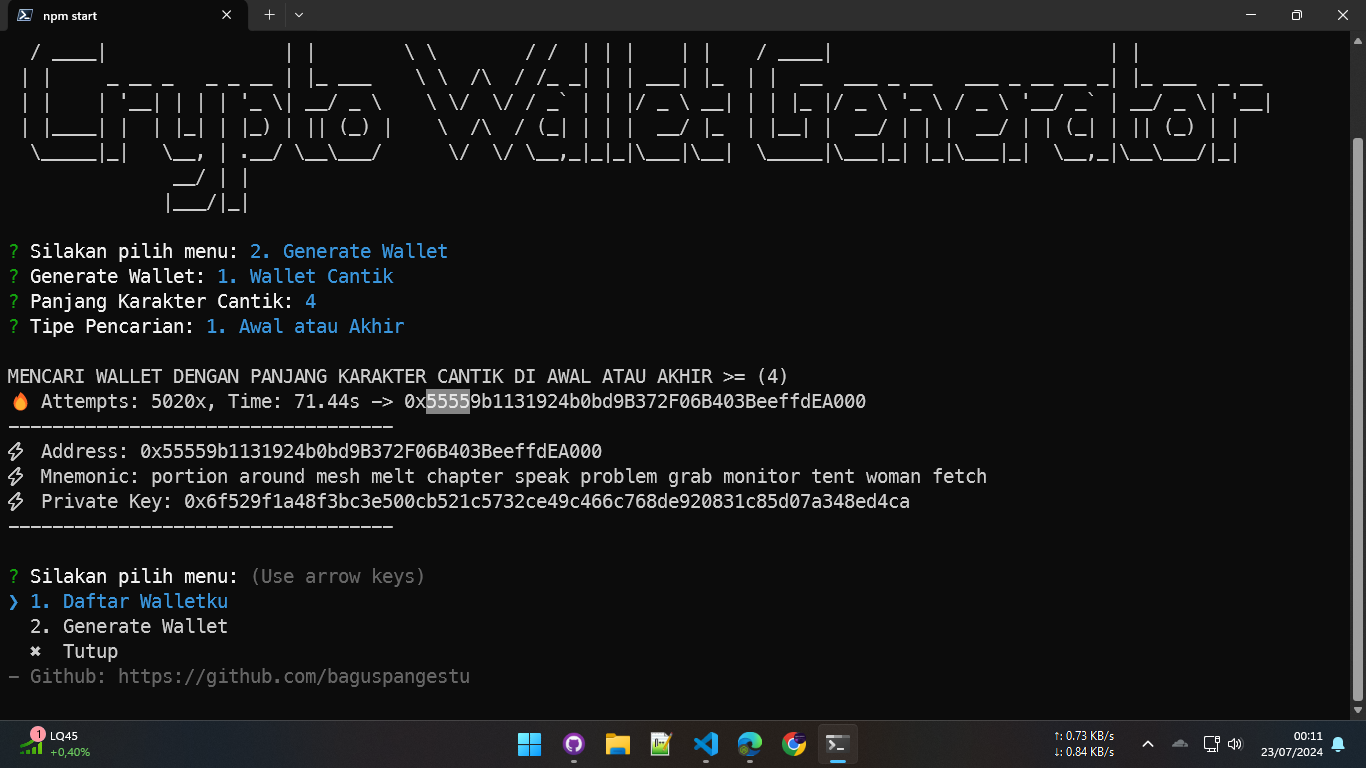 npm start
Crypto Wallet Generator
? Silakan pilih menu: 2. Generate Wallet
? Generate Wallet: 1. Wallet Cantik
? Panjang Karakter Cantik: 4
? Tipe Pencarian: 1. Awal atau Akhir
MENCARI WALLET DENGAN PANJANG KARAKTER CANTIK DI AWAL ATAU AKHIR >= (4)
🔥 Attempts: 5020x, Time: 71.44s —> 0x55559b1131924b0bd9B372F06B403BeeffdEA000
-----------------------------------
⚡ Address: 0x55559b1131924b0bd9B372F06B403BeeffdEA000
⚡ Mnemonic: portion around mesh melt chapter speak problem grab monitor tent woman fetch
⚡ Private Key: 0x6f529f1a48f3bc3e500cb521c5732ce49c466c768de920831c85d07a348ed4ca
-----------------------------------
? Silakan pilih menu: (Use arrow keys)
❯ 1. Daftar Walletku
2. Generate Wallet
✖ Tutup
— Github: https://github.com/baguspangestu
1
LQ45
+0,40%
↑: 0.73 KB/s
↓: 0.84 KB/s
00:11
23/07/2024